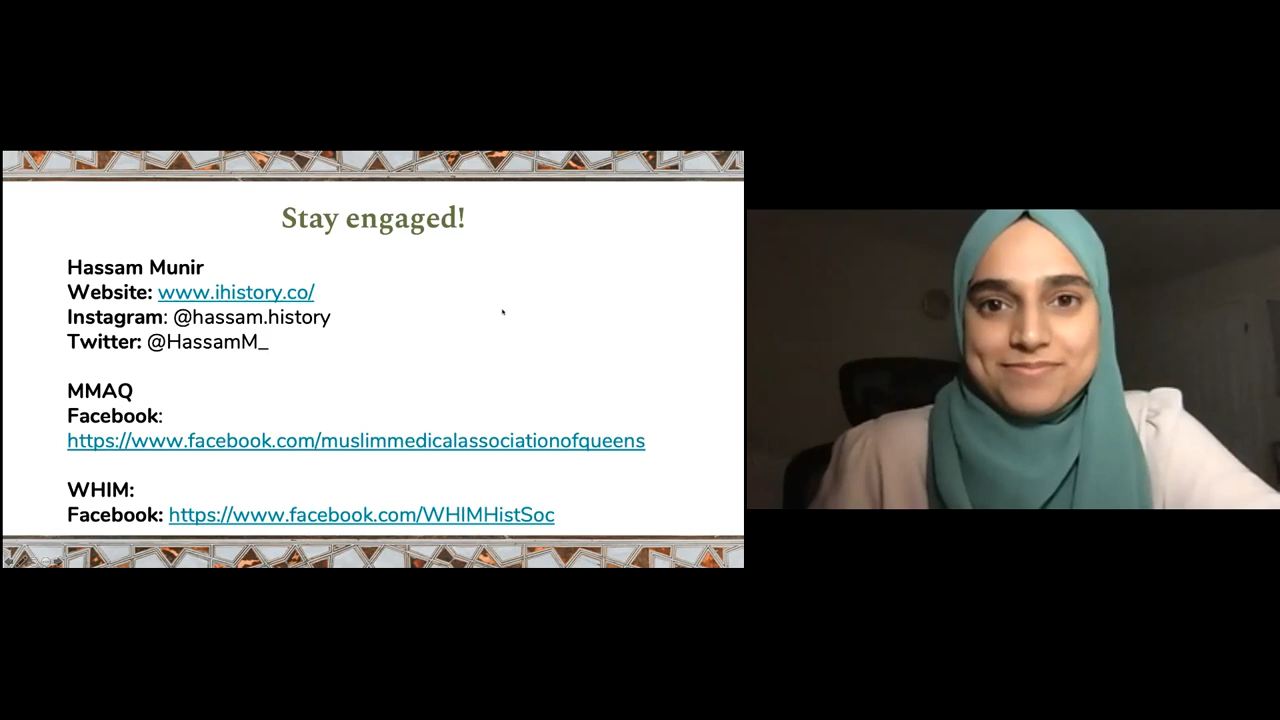 Stay engaged!
Hassam Munir
Website: www.ihistory.co/
Instagram: @hassam.history
Twitter: @HassamM_
MMAQ
Facebook:
https://www.facebook.com/muslimmedicalassociationofqueens
WHIM:
Facebook: https://www.facebook.com/WHIMHistSoc